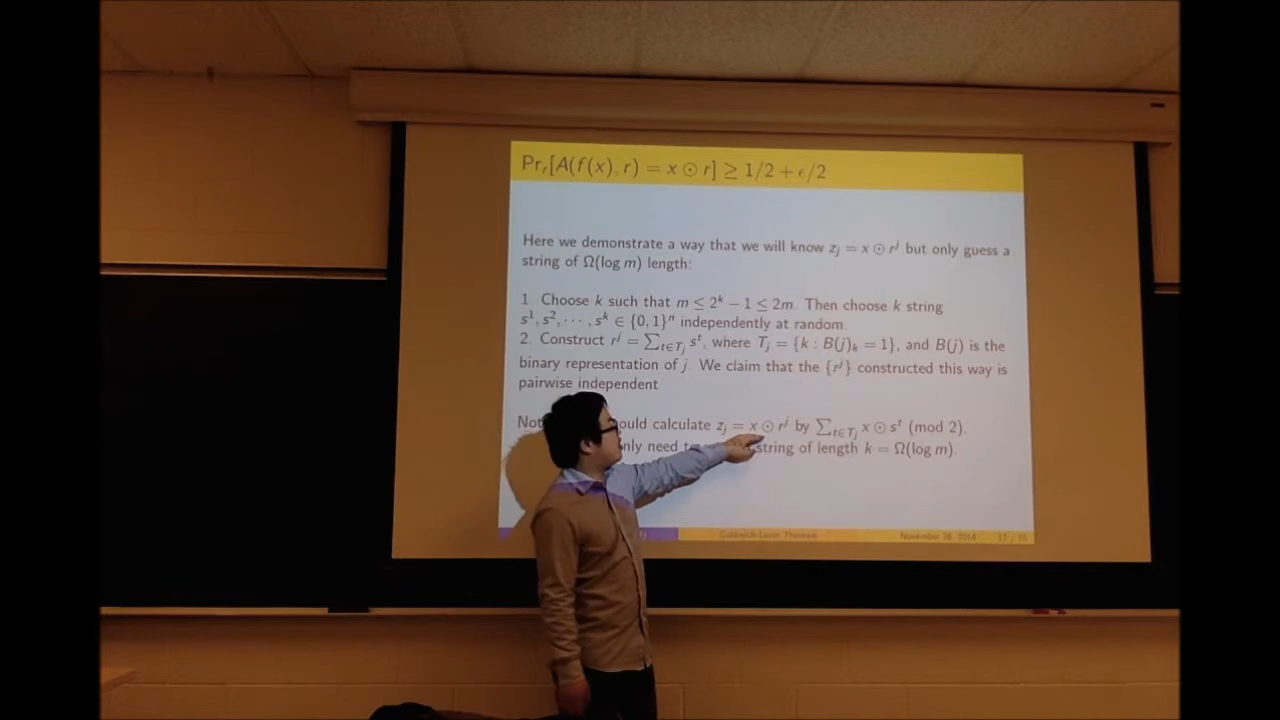 Pr_r[A(f(x), r) = x ⊙ r] ≥ 1/2 + ϵ/2
Here we demonstrate a way that we will know z_j = x ⊙ r^j but only guess a
string of Ω(log m) length:
1. Choose k such that m ≤ 2^k − 1 ≤ 2m. Then choose k string
s^1, s^2, ⋯ , s^k ∈ {0, 1}^n independently at random
2. Construct r^j = ∑_{t∈T_j} s^t, where T_j = {k : B(j)_k = 1}, and B(j) is the
binary representation of j. We claim that the {r^j} constructed this way is
pairwise independent
Not ould calculate z_j = x ⊙ r^j by ∑_{t∈T_j} x ⊙ s^t (mod 2).
nly need string of length k = Ω(log m).
Goldreich Levin Theorem November 26, 2014